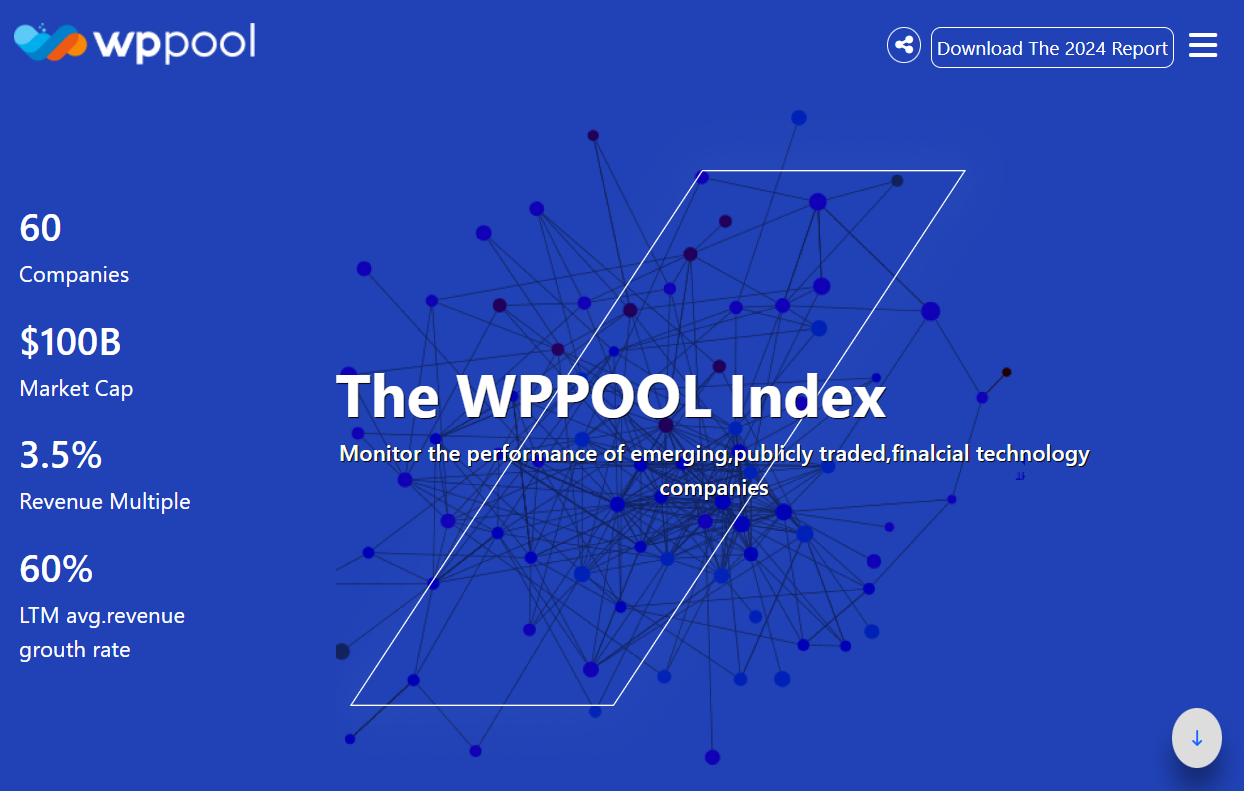 wppool
Download The 2024 Report
60
Companies
$100B
Market Cap
3.5%
Revenue Multiple
60%
LTM avg.revenue
grouth rate
The WPPOOL Index
Monitor the performance of emerging,publicly traded,finalcial technology
companies